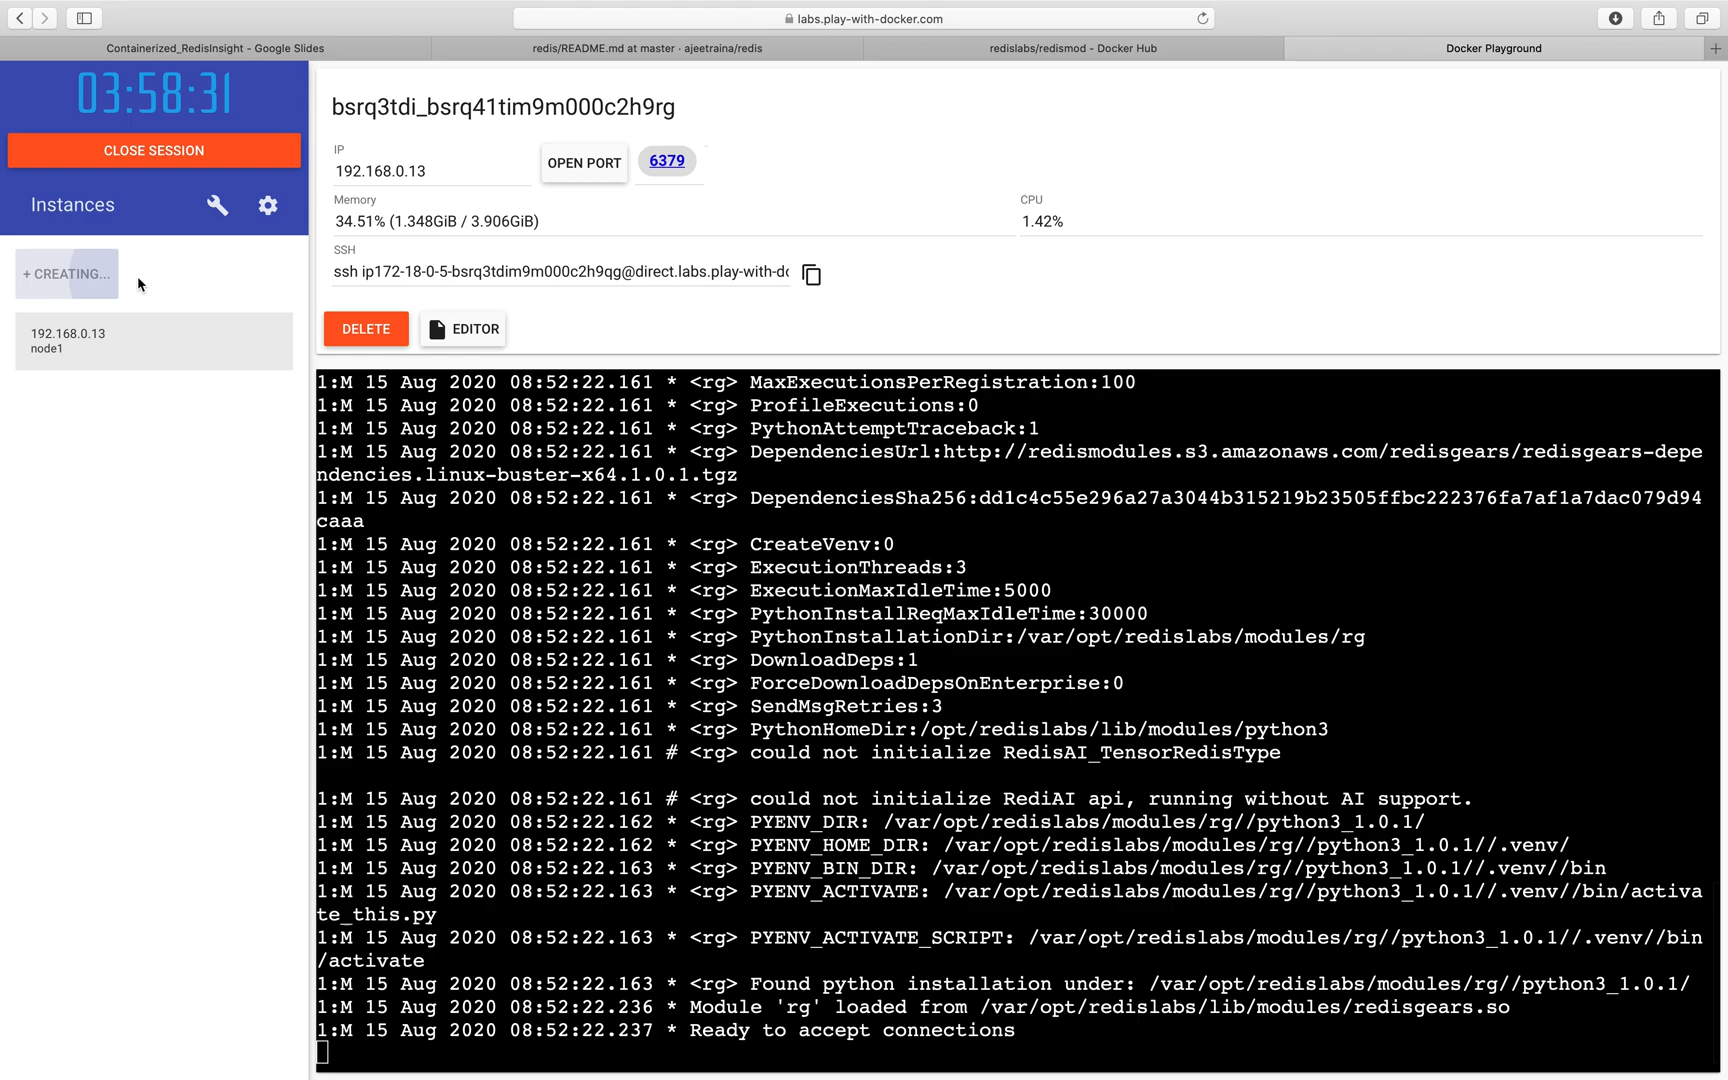 labs.play-with-docker.com
Containerized_RedisInsight - Google Slides
redis/README.md at master · ajeetraina/redis
redislabs/redismod - Docker Hub
Docker Playground
03:58:31
CLOSE SESSION
Instances
+ CREATING...
192.168.0.13
node1
bsrq3tdi_bsrq41tim9m000c2h9rg
IP
192.168.0.13
OPEN PORT
6379
Memory
34.51% (1.348GiB / 3.906GiB)
CPU
1.42%
SSH
ssh ip172-18-0-5-bsrq3tdim9m000c2h9qg@direct.labs.play-with-dc
DELETE
EDITOR
1:M 15 Aug 2020 08:52:22.161 * <rg> MaxExecutionsPerRegistration:100
1:M 15 Aug 2020 08:52:22.161 * <rg> ProfileExecutions:0
1:M 15 Aug 2020 08:52:22.161 * <rg> PythonAttemptTraceback:1
1:M 15 Aug 2020 08:52:22.161 * <rg> DependenciesUrl:http://redismodules.s3.amazonaws.com/redisgears/redisgears-depe
ndencies.linux-buster-x64.1.0.1.tgz
1:M 15 Aug 2020 08:52:22.161 * <rg> DependenciesSha256:dd1c4c55e296a27a3044b315219b23505ffbc222376fa7af1a7dac079d94
caaa
1:M 15 Aug 2020 08:52:22.161 * <rg> CreateVenv:0
1:M 15 Aug 2020 08:52:22.161 * <rg> ExecutionThreads:3
1:M 15 Aug 2020 08:52:22.161 * <rg> ExecutionMaxIdleTime:5000
1:M 15 Aug 2020 08:52:22.161 * <rg> PythonInstallReqMaxIdleTime:30000
1:M 15 Aug 2020 08:52:22.161 * <rg> PythonInstallationDir:/var/opt/redislabs/modules/rg
1:M 15 Aug 2020 08:52:22.161 * <rg> DownloadDeps:1
1:M 15 Aug 2020 08:52:22.161 * <rg> ForceDownloadDepsOnEnterprise:0
1:M 15 Aug 2020 08:52:22.161 * <rg> SendMsgRetries:3
1:M 15 Aug 2020 08:52:22.161 * <rg> PythonHomeDir:/opt/redislabs/lib/modules/python3
1:M 15 Aug 2020 08:52:22.161 # <rg> could not initialize RedisAI_TensorRedisType
1:M 15 Aug 2020 08:52:22.161 # <rg> could not initialize RediAI api, running without AI support.
1:M 15 Aug 2020 08:52:22.162 * <rg> PYENV_DIR: /var/opt/redislabs/modules/rg//python3_1.0.1/
1:M 15 Aug 2020 08:52:22.162 * <rg> PYENV_HOME_DIR: /var/opt/redislabs/modules/rg//python3_1.0.1//.venv/
1:M 15 Aug 2020 08:52:22.163 * <rg> PYENV_BIN_DIR: /var/opt/redislabs/modules/rg//python3_1.0.1//.venv//bin
1:M 15 Aug 2020 08:52:22.163 * <rg> PYENV_ACTIVATE: /var/opt/redislabs/modules/rg//python3_1.0.1//.venv//bin/activa
te_this.py
1:M 15 Aug 2020 08:52:22.163 * <rg> PYENV_ACTIVATE_SCRIPT: /var/opt/redislabs/modules/rg//python3_1.0.1//.venv//bin
/activate
1:M 15 Aug 2020 08:52:22.163 * <rg> Found python installation under: /var/opt/redislabs/modules/rg//python3_1.0.1/
1:M 15 Aug 2020 08:52:22.236 * Module 'rg' loaded from /var/opt/redislabs/lib/modules/redisgears.so
1:M 15 Aug 2020 08:52:22.237 * Ready to accept connections